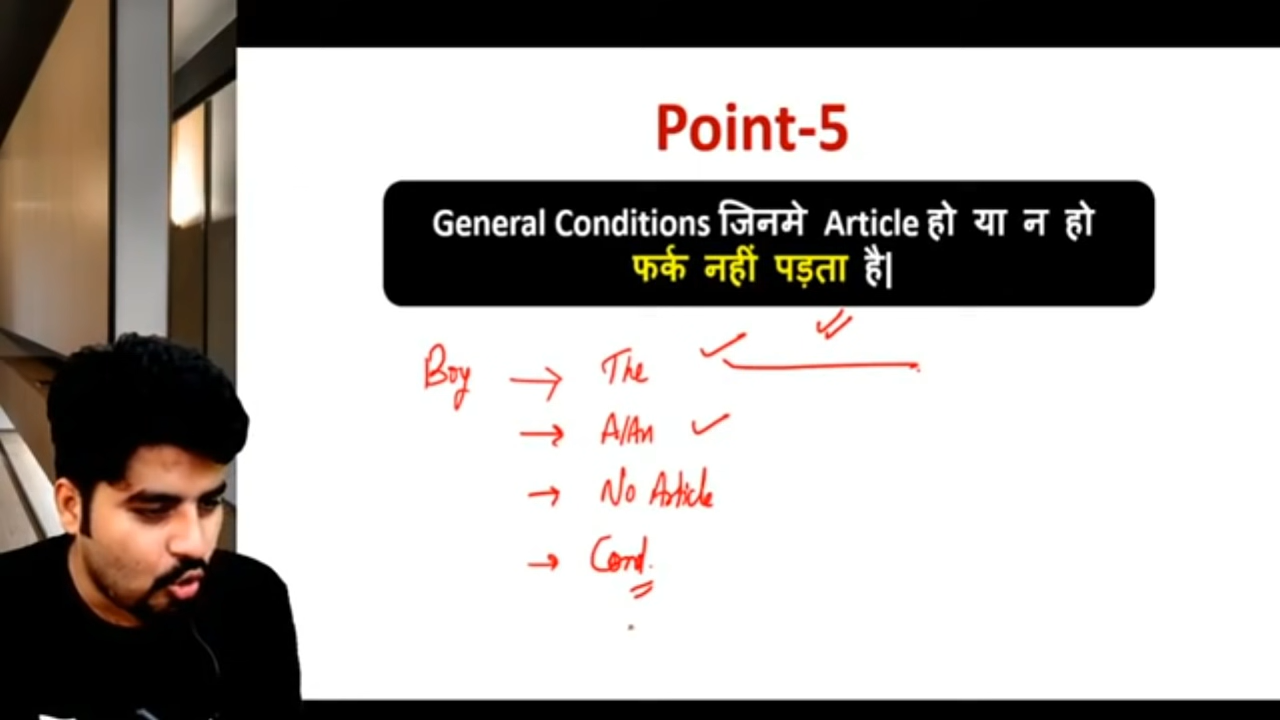 Point-5
General Conditions जिनमे Article हो या न हो
फर्क नहीं पड़ता है|
Boy → The
→ A/An
→ No Article
→ Cond.